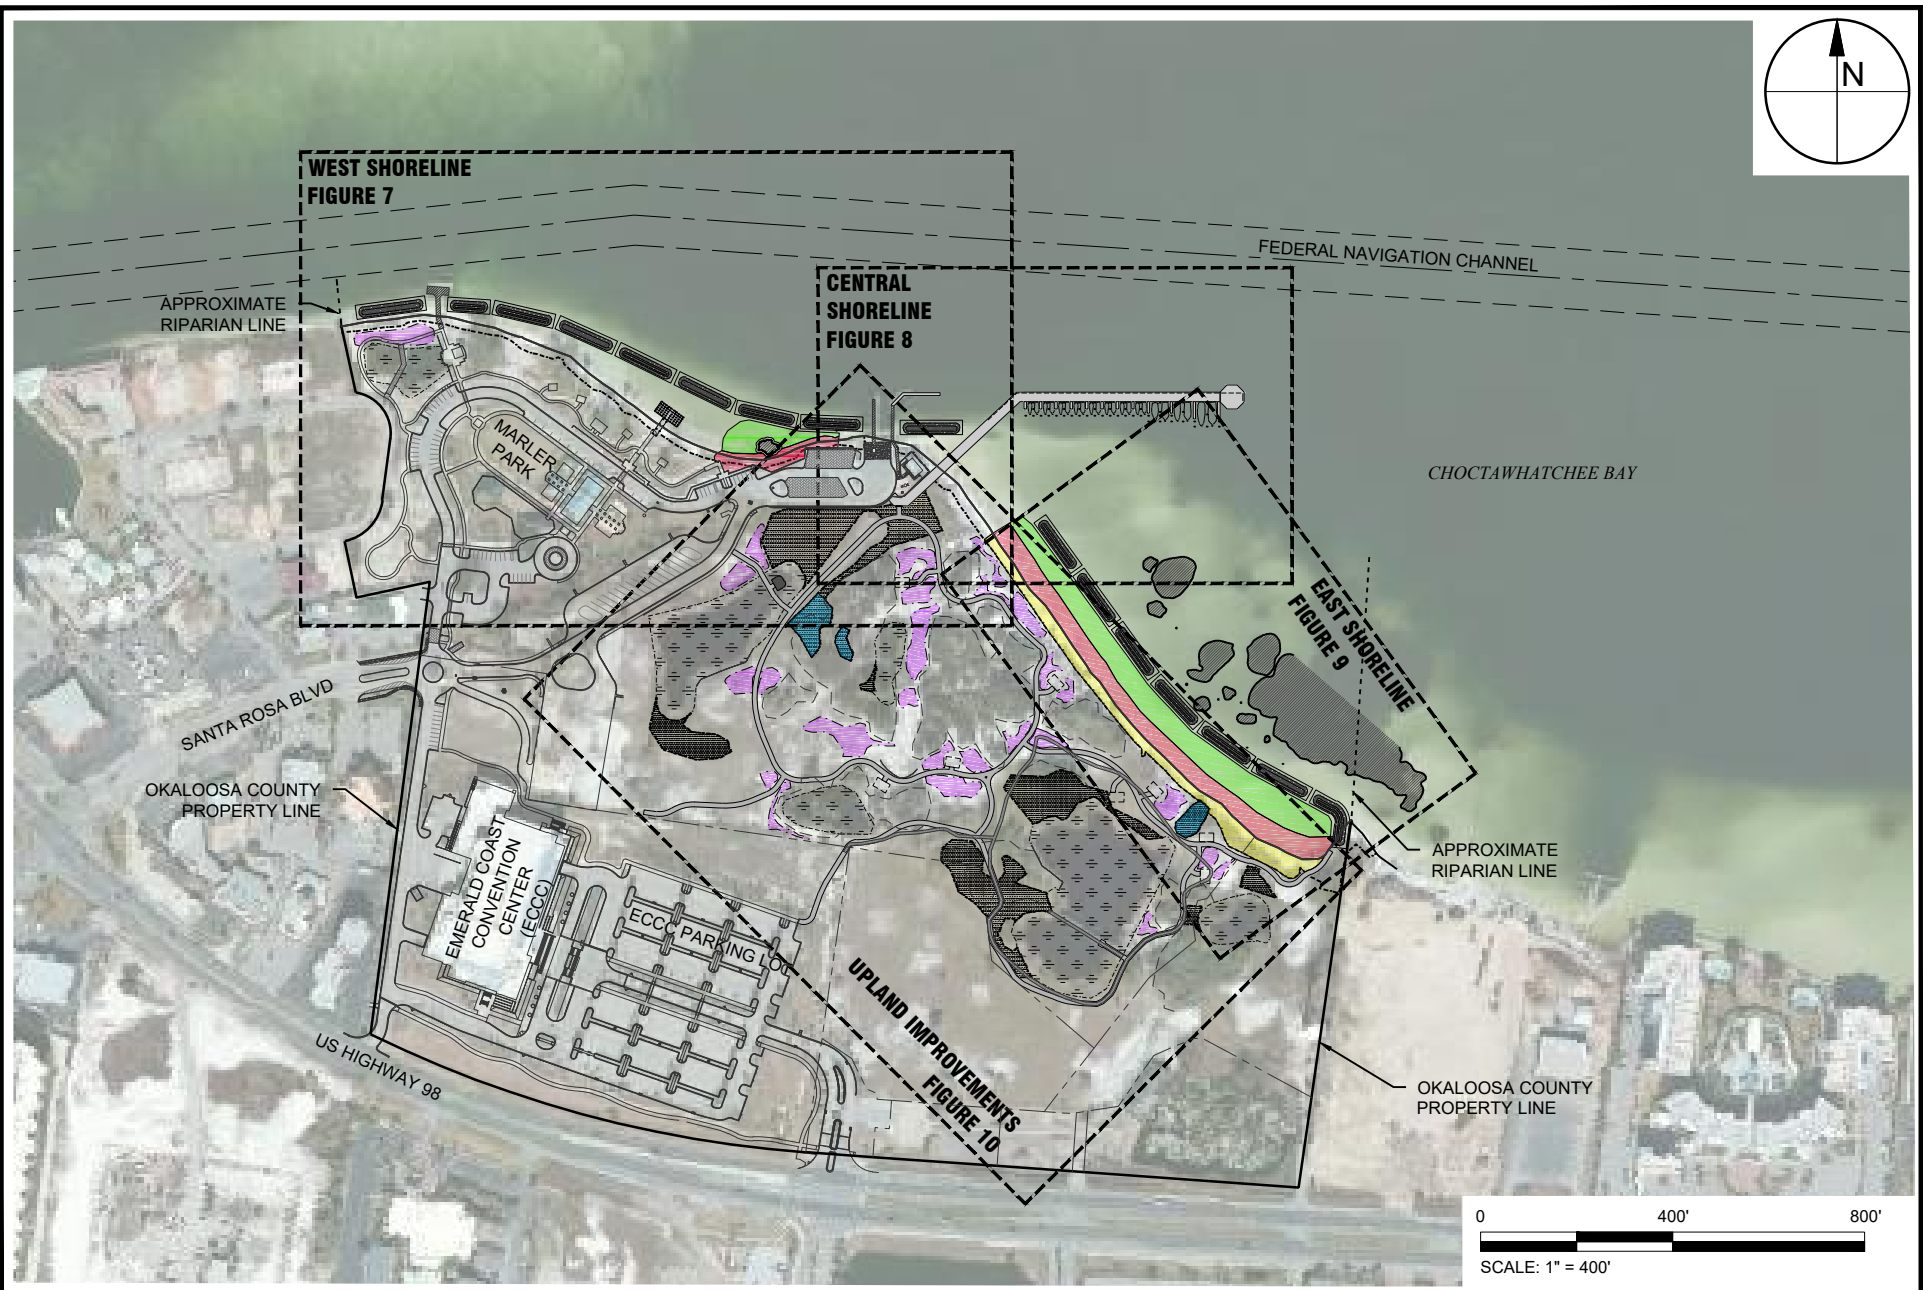 N
WEST SHORELINE
FIGURE 7
FEDERAL NAVIGATION CHANNEL
CENTRAL
SHORELINE
FIGURE 8
APPROXIMATE
RIPARIAN LINE
MARLER
PARK
CHOCTAWHATCHEE BAY
EAST SHORELINE
FIGURE 9
SANTA ROSA BLVD
OKALOOSA COUNTY
PROPERTY LINE
EMERALD COAST
CONVENTION
CENTER
(ECCC)
ECCC PARKING LOT
APPROXIMATE
RIPARIAN LINE
UPLAND IMPROVEMENTS
FIGURE 10
US HIGHWAY 98
OKALOOSA COUNTY
PROPERTY LINE
0 400' 800'
SCALE: 1" = 400'